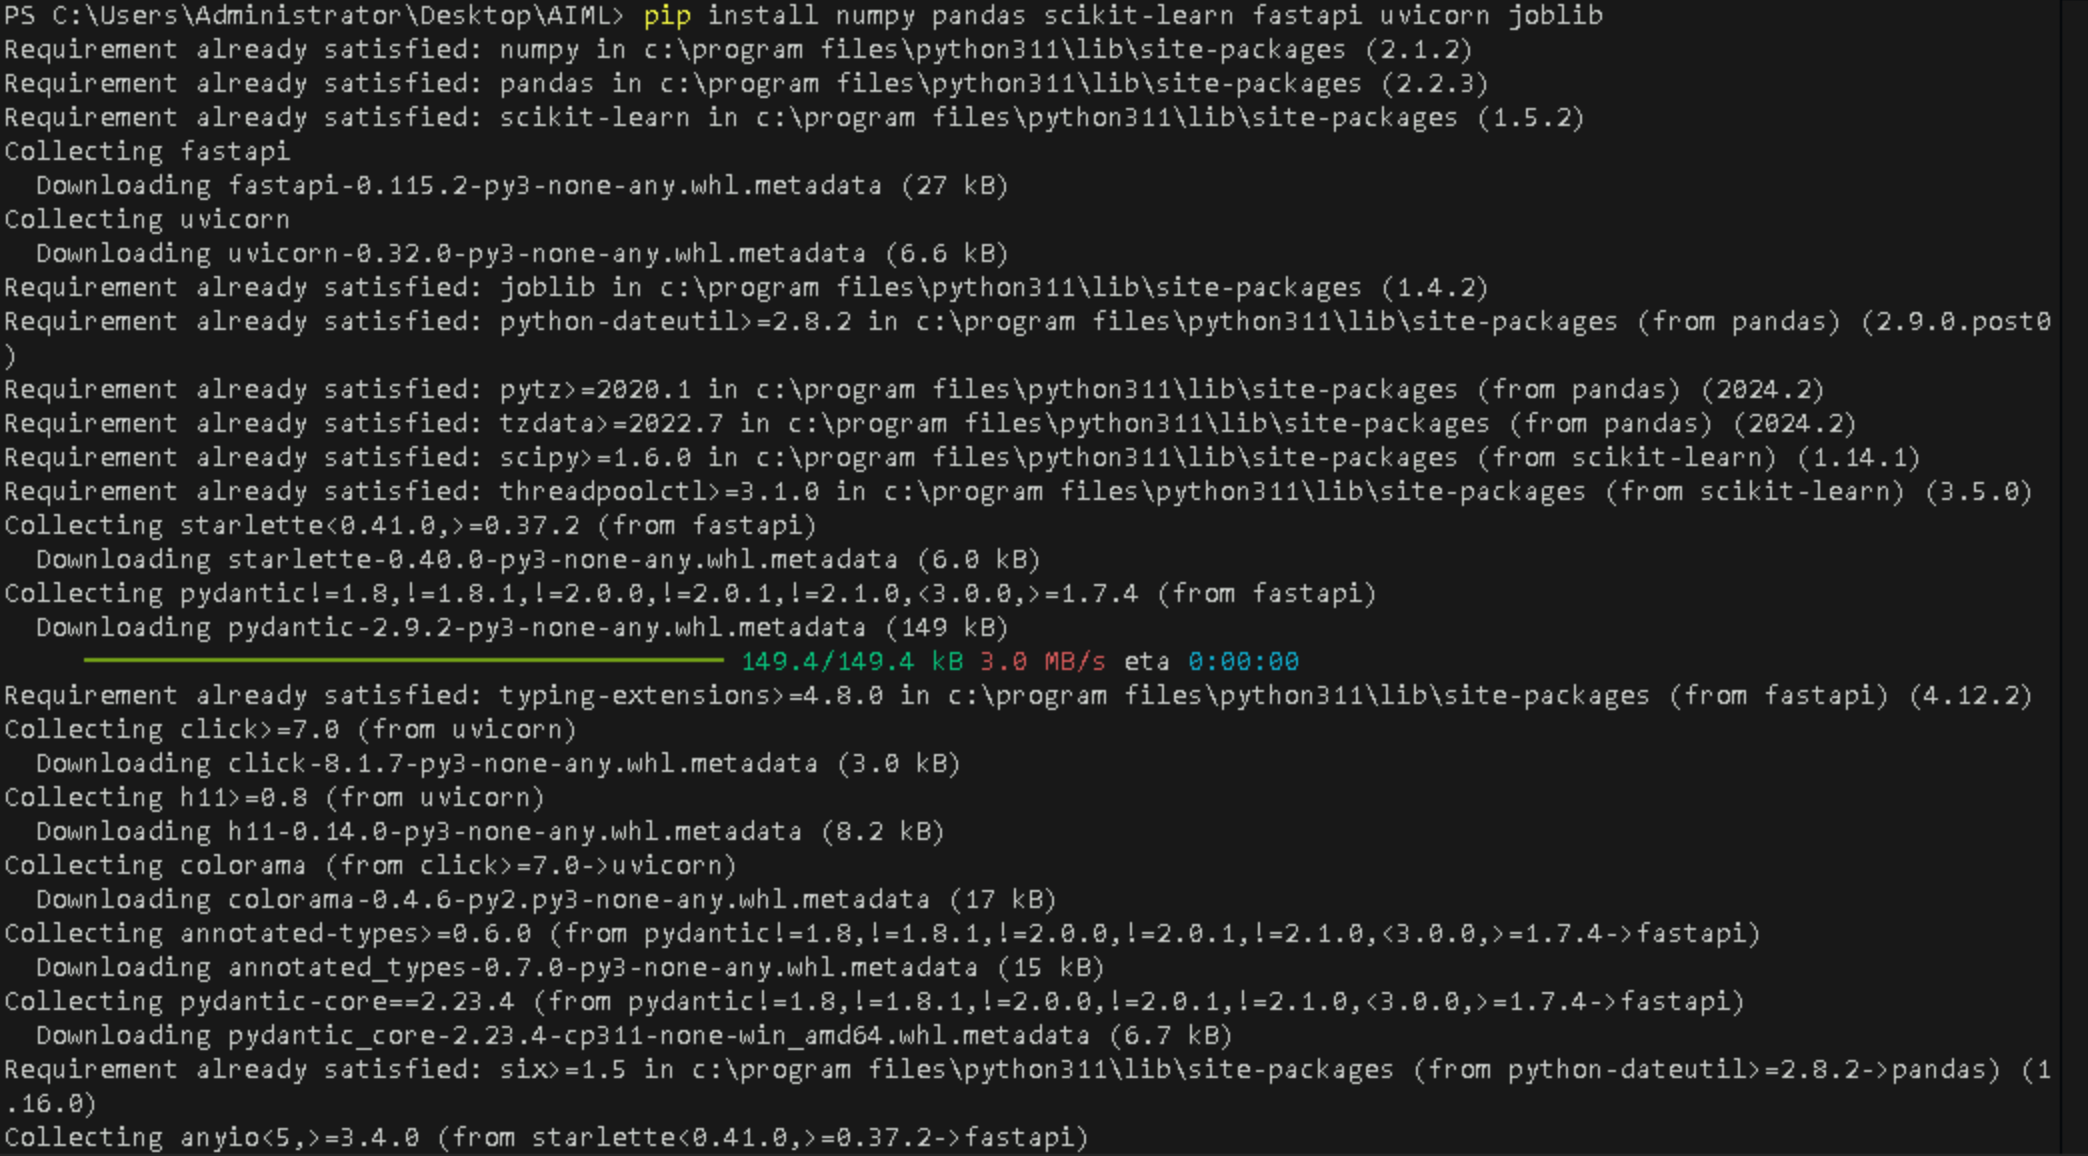 PS C:\Users\Administrator\Desktop\AIML> pip install numpy pandas scikit-learn fastapi uvicorn joblib
Requirement already satisfied: numpy in c:\program files\python311\lib\site-packages (2.1.2)
Requirement already satisfied: pandas in c:\program files\python311\lib\site-packages (2.2.3)
Requirement already satisfied: scikit-learn in c:\program files\python311\lib\site-packages (1.5.2)
Collecting fastapi
  Downloading fastapi-0.115.2-py3-none-any.whl.metadata (27 kB)
Collecting uvicorn
  Downloading uvicorn-0.32.0-py3-none-any.whl.metadata (6.6 kB)
Requirement already satisfied: joblib in c:\program files\python311\lib\site-packages (1.4.2)
Requirement already satisfied: python-dateutil>=2.8.2 in c:\program files\python311\lib\site-packages (from pandas) (2.9.0.post0
)
Requirement already satisfied: pytz>=2020.1 in c:\program files\python311\lib\site-packages (from pandas) (2024.2)
Requirement already satisfied: tzdata>=2022.7 in c:\program files\python311\lib\site-packages (from pandas) (2024.2)
Requirement already satisfied: scipy>=1.6.0 in c:\program files\python311\lib\site-packages (from scikit-learn) (1.14.1)
Requirement already satisfied: threadpoolctl>=3.1.0 in c:\program files\python311\lib\site-packages (from scikit-learn) (3.5.0)
Collecting starlette<0.41.0,>=0.37.2 (from fastapi)
  Downloading starlette-0.40.0-py3-none-any.whl.metadata (6.0 kB)
Collecting pydantic!=1.8,!=1.8.1,!=2.0.0,!=2.0.1,!=2.1.0,<3.0.0,>=1.7.4 (from fastapi)
  Downloading pydantic-2.9.2-py3-none-any.whl.metadata (149 kB)
149.4/149.4 kB 3.0 MB/s eta 0:00:00
Requirement already satisfied: typing-extensions>=4.8.0 in c:\program files\python311\lib\site-packages (from fastapi) (4.12.2)
Collecting click>=7.0 (from uvicorn)
  Downloading click-8.1.7-py3-none-any.whl.metadata (3.0 kB)
Collecting h11>=0.8 (from uvicorn)
  Downloading h11-0.14.0-py3-none-any.whl.metadata (8.2 kB)
Collecting colorama (from click>=7.0->uvicorn)
  Downloading colorama-0.4.6-py2.py3-none-any.whl.metadata (17 kB)
Collecting annotated-types>=0.6.0 (from pydantic!=1.8,!=1.8.1,!=2.0.0,!=2.0.1,!=2.1.0,<3.0.0,>=1.7.4->fastapi)
  Downloading annotated_types-0.7.0-py3-none-any.whl.metadata (15 kB)
Collecting pydantic-core==2.23.4 (from pydantic!=1.8,!=1.8.1,!=2.0.0,!=2.0.1,!=2.1.0,<3.0.0,>=1.7.4->fastapi)
  Downloading pydantic_core-2.23.4-cp311-none-win_amd64.whl.metadata (6.7 kB)
Requirement already satisfied: six>=1.5 in c:\program files\python311\lib\site-packages (from python-dateutil>=2.8.2->pandas) (1
.16.0)
Collecting anyio<5,>=3.4.0 (from starlette<0.41.0,>=0.37.2->fastapi)